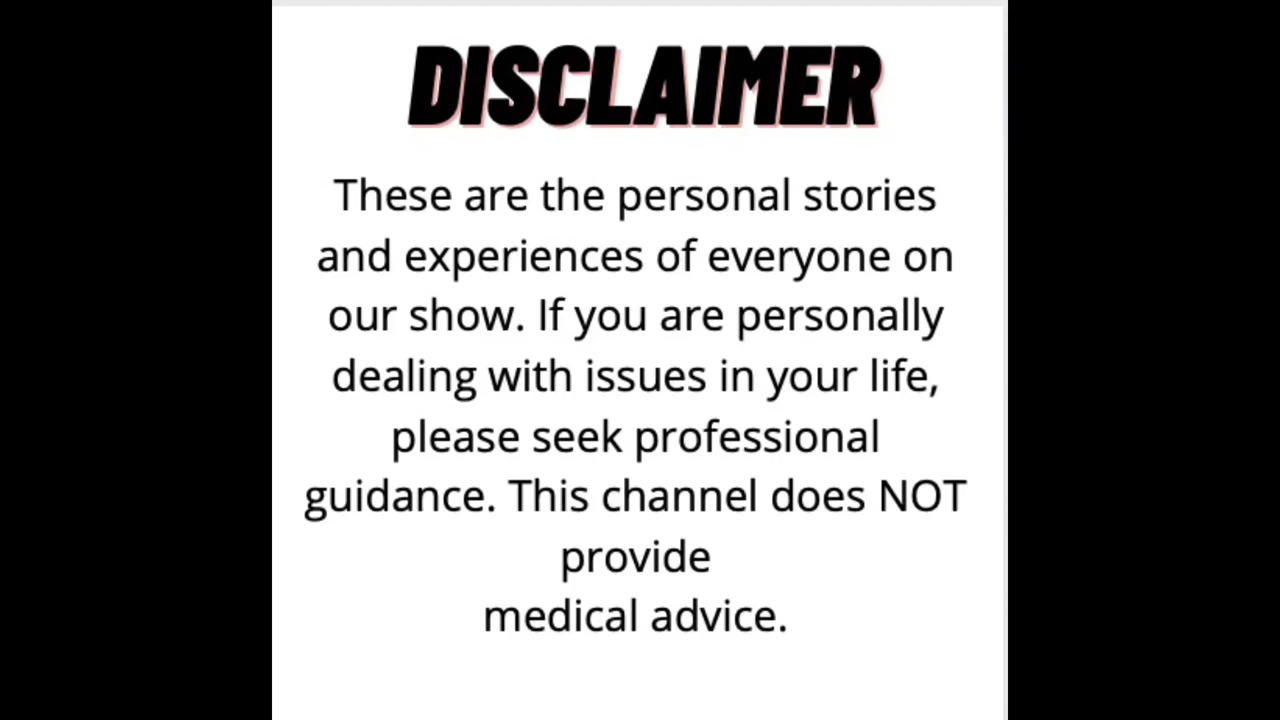 DISCLAIMER
These are the personal stories
and experiences of everyone on
our show. If you are personally
dealing with issues in your life,
please seek professional
guidance. This channel does NOT
provide
medical advice.